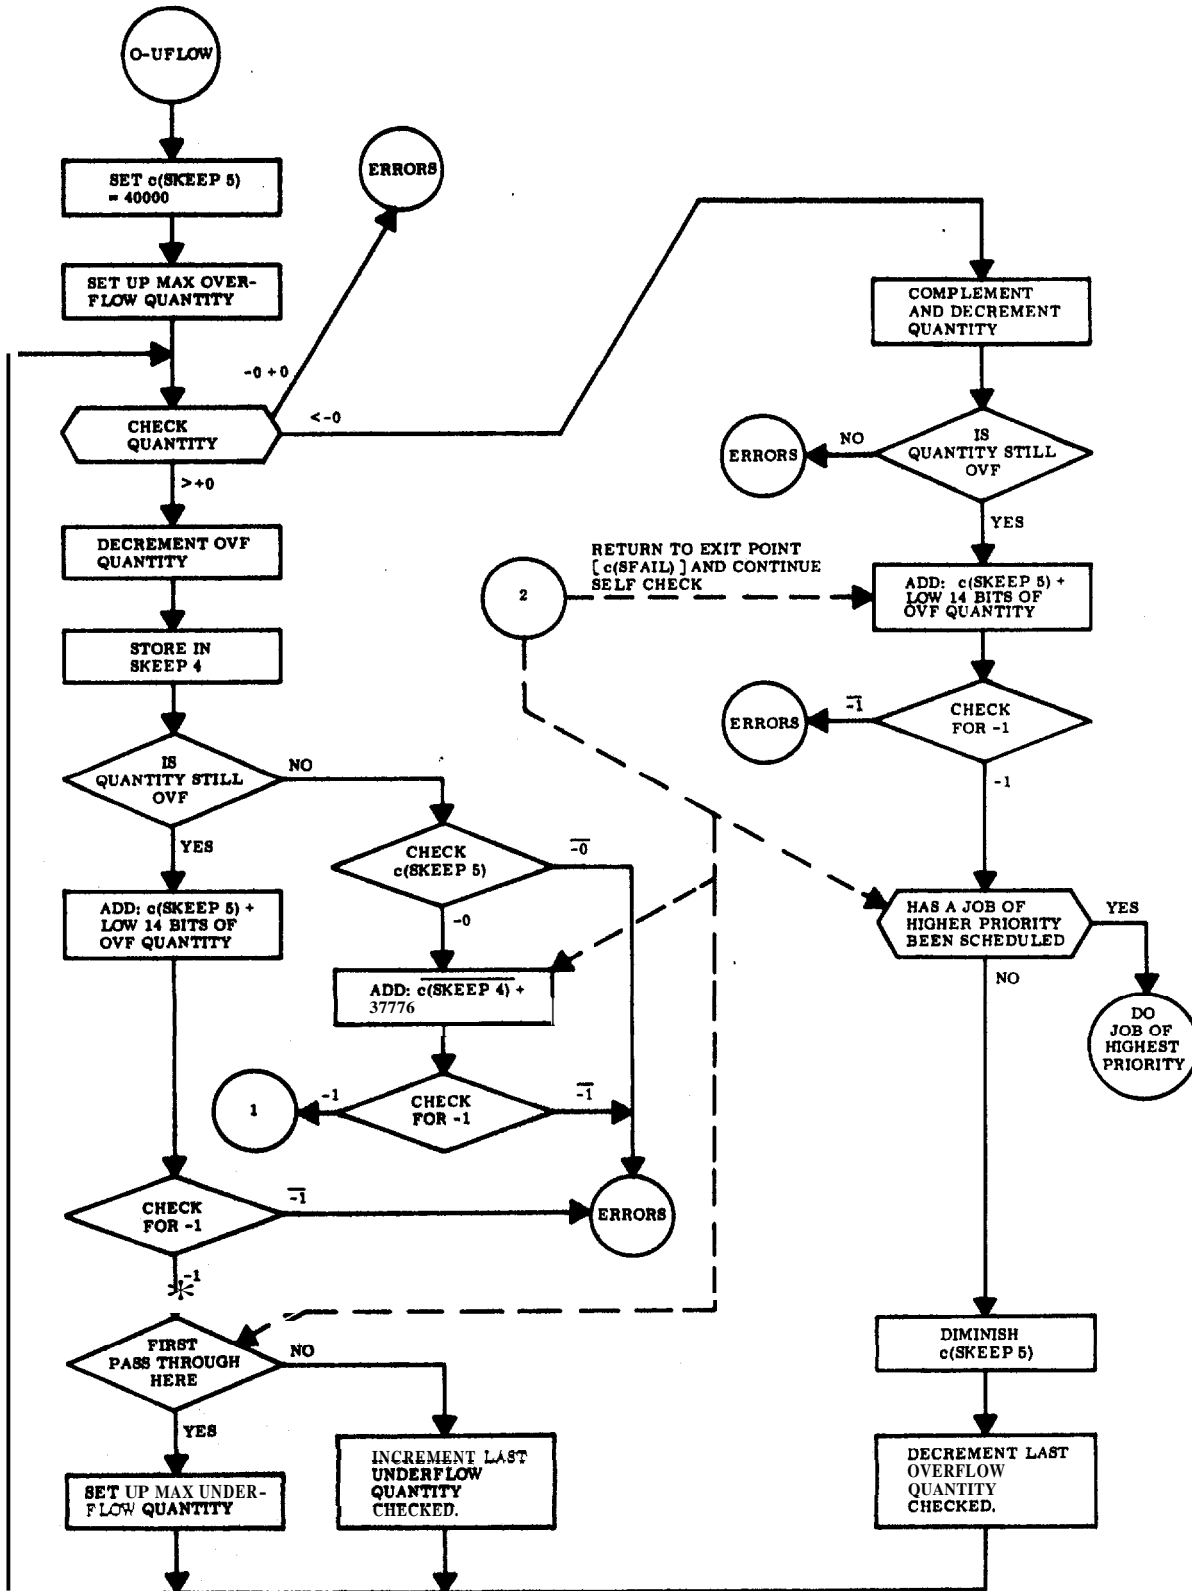 O-UFLOW
SET c(SKEEP 5)
= 40000
SET UP MAX OVER-
FLOW QUANTITY
-0 +0
ERRORS
CHECK
QUANTITY
<-0
>+0
DECREMENT OVF
QUANTITY
STORE IN
SKEEP 4
IS
QUANTITY STILL
OVF
NO
YES
ADD: c(SKEEP 5) +
LOW 14 BITS OF
OVF QUANTITY
CHECK
c(SKEEP 5)
-0
-0
ADD: c(SKEEP 4) +
37776
CHECK
FOR -1
-1
-1
1
CHECK
FOR -1
-1
ERRORS
-1
*
FIRST
PASS THROUGH
HERE
NO
YES
SET UP MAX UNDER-
FLOW QUANTITY
INCREMENT LAST
UNDERFLOW
QUANTITY
CHECKED.
COMPLEMENT
AND DECREMENT
QUANTITY
IS
QUANTITY STILL
OVF
NO
ERRORS
YES
2
RETURN TO EXIT POINT
[ c(SFAIL) ] AND CONTINUE
SELF CHECK
ADD: c(SKEEP 5) +
LOW 14 BITS OF
OVF QUANTITY
CHECK
FOR -1
-1
ERRORS
-1
HAS A JOB OF
HIGHER PRIORITY
BEEN SCHEDULED
YES
NO
DO
JOB OF
HIGHEST
PRIORITY
DIMINISH
c(SKEEP 5)
DECREMENT LAST
OVERFLOW
QUANTITY
CHECKED.